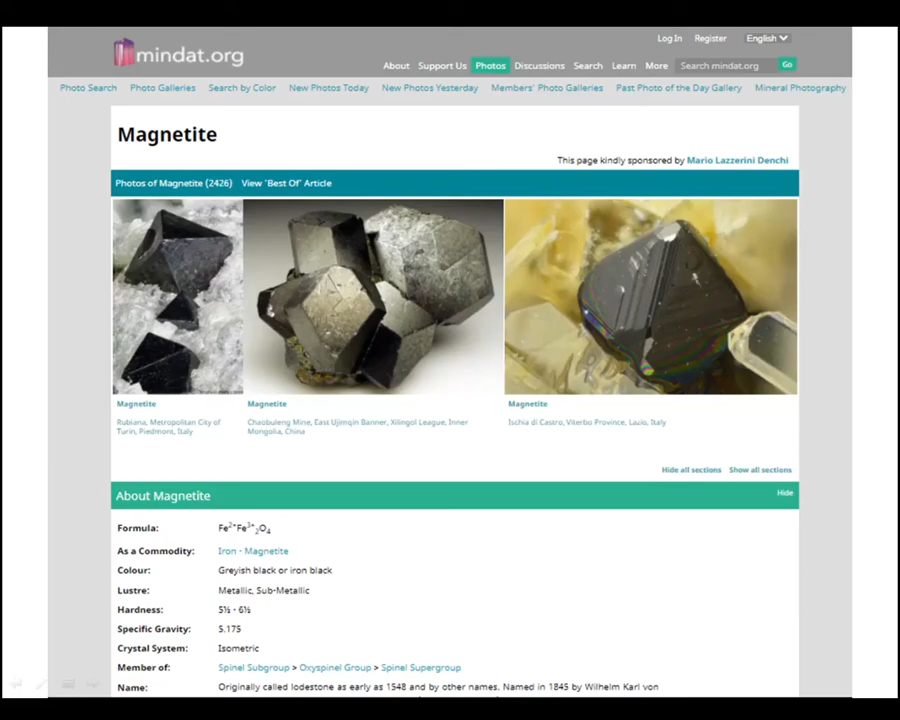 mindat.org
Log In Register English
About Support Us Photos Discussions Search Learn More Search mindat.org Go
Photo Search Photo Galleries Search by Color New Photos Today New Photos Yesterday Members' Photo Galleries Past Photo of the Day Gallery Mineral Photography
Magnetite
This page kindly sponsored by Mario Lazzerini Denchi
Photos of Magnetite (2426) View 'Best Of' Article
Magnetite
Rubiana, Metropolitan City of
Turin, Piedmont, Italy
Magnetite
Chaobuleng Mine, East Ujimqin Banner, Xilingol League, Inner
Mongolia, China
Magnetite
Ischia di Castro, Viterbo Province, Lazio, Italy
Hide all sections Show all sections
About Magnetite Hide
Formula: Fe²⁺Fe³⁺₂O₄
As a Commodity: Iron - Magnetite
Colour: Greyish black or iron black
Lustre: Metallic, Sub-Metallic
Hardness: 5½ - 6½
Specific Gravity: 5.175
Crystal System: Isometric
Member of: Spinel Subgroup > Oxyspinel Group > Spinel Supergroup
Name: Originally called lodestone as early as 1548 and by other names. Named in 1845 by Wilhelm Karl von